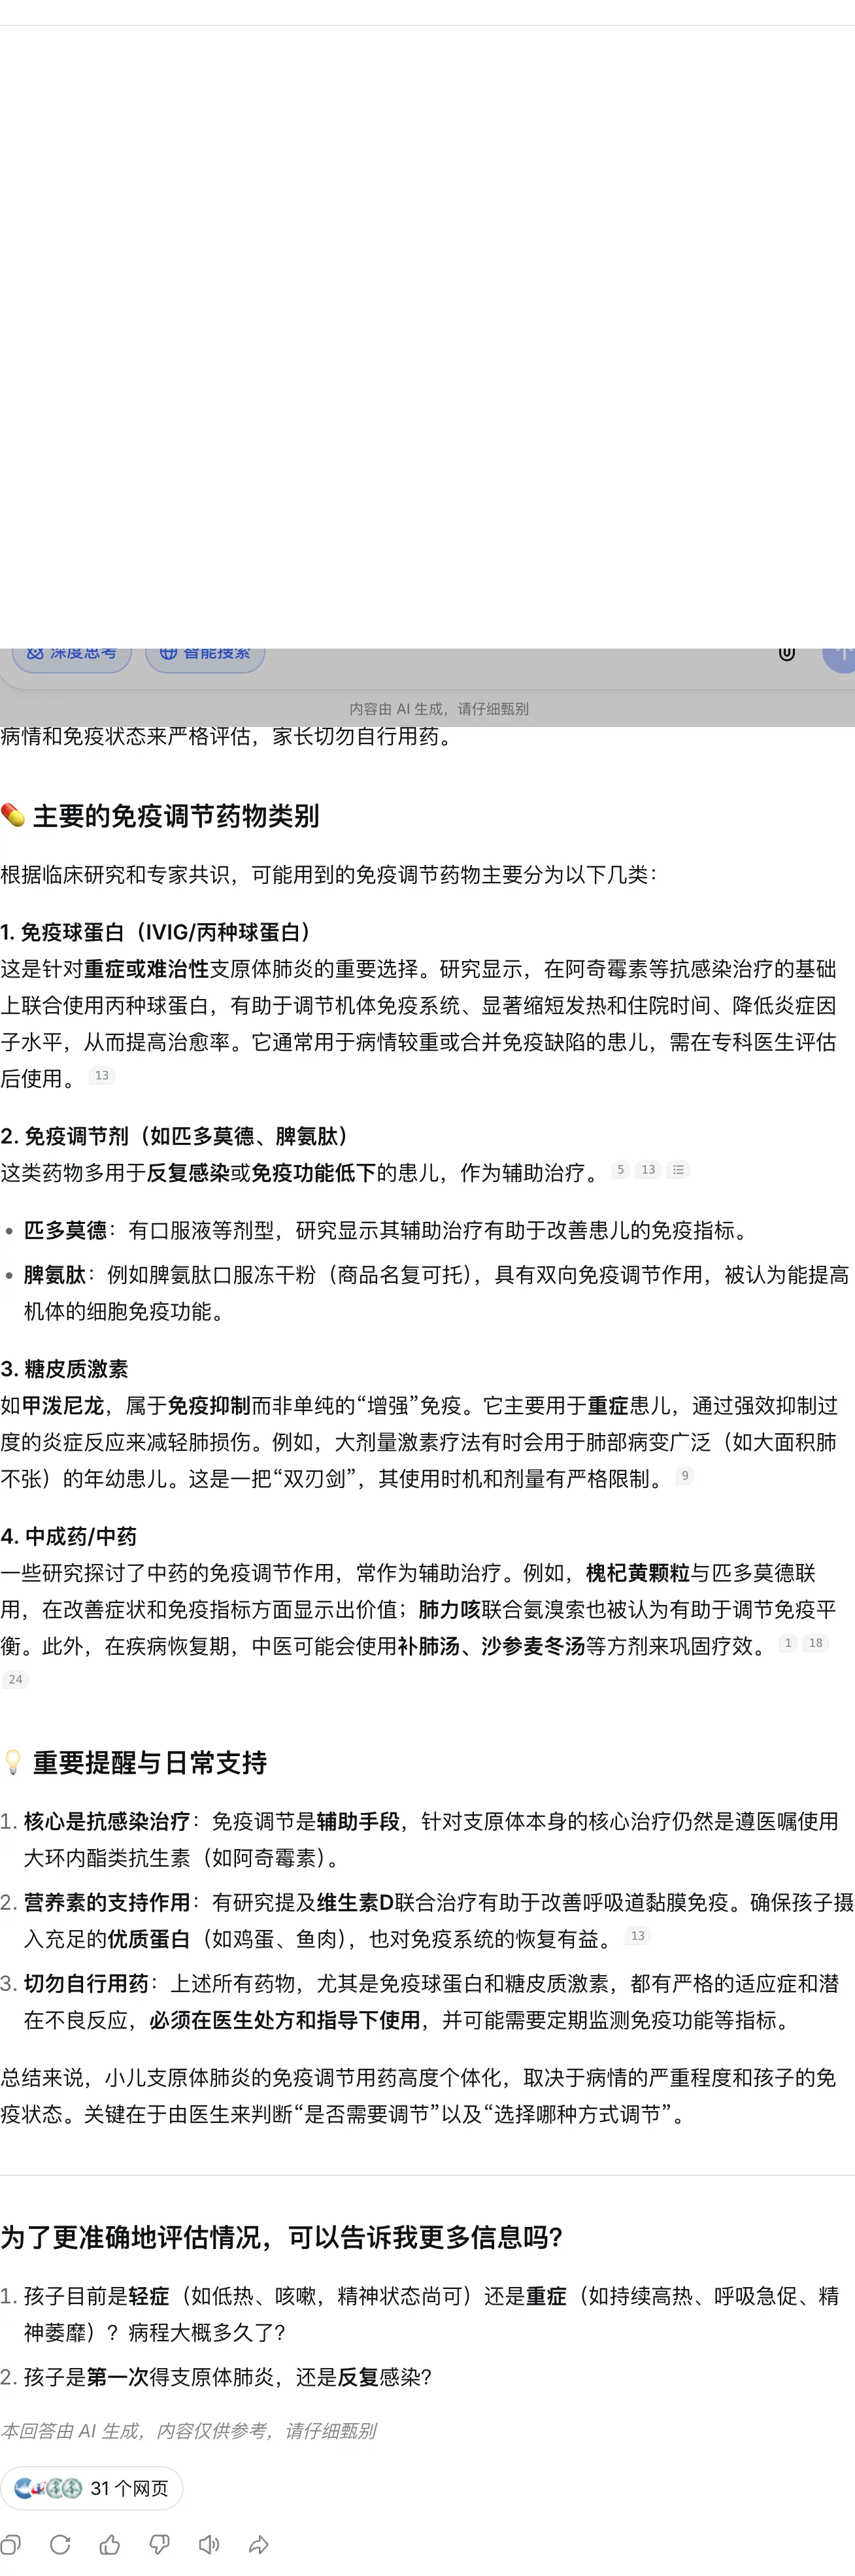 深度思考 智能搜索
内容由 AI 生成，请仔细甄别
病情和免疫状态来严格评估，家长切勿自行用药。
主要的免疫调节药物类别
根据临床研究和专家共识，可能用到的免疫调节药物主要分为以下几类：
1. 免疫球蛋白（IVIG/丙种球蛋白）
这是针对重症或难治性支原体肺炎的重要选择。研究显示，在阿奇霉素等抗感染治疗的基础
上联合使用丙种球蛋白，有助于调节机体免疫系统、显著缩短发热和住院时间、降低炎症因
子水平，从而提高治愈率。它通常用于病情较重或合并免疫缺陷的患儿，需在专科医生评估
后使用。 13
2. 免疫调节剂（如匹多莫德、脾氨肽）
这类药物多用于反复感染或免疫功能低下的患儿，作为辅助治疗。 5 13
• 匹多莫德：有口服液等剂型，研究显示其辅助治疗有助于改善患儿的免疫指标。
• 脾氨肽：例如脾氨肽口服冻干粉（商品名复可托），具有双向免疫调节作用，被认为能提高
机体的细胞免疫功能。
3. 糖皮质激素
如甲泼尼龙，属于免疫抑制而非单纯的“增强”免疫。它主要用于重症患儿，通过强效抑制过
度的炎症反应来减轻肺损伤。例如，大剂量激素疗法有时会用于肺部病变广泛（如大面积肺
不张）的年幼患儿。这是一把“双刃剑”，其使用时机和剂量有严格限制。 9
4. 中成药/中药
一些研究探讨了中药的免疫调节作用，常作为辅助治疗。例如，槐杞黄颗粒与匹多莫德联
用，在改善症状和免疫指标方面显示出价值；肺力咳联合氨溴索也被认为有助于调节免疫平
衡。此外，在疾病恢复期，中医可能会使用补肺汤、沙参麦冬汤等方剂来巩固疗效。 1 18
24
重要提醒与日常支持
1. 核心是抗感染治疗：免疫调节是辅助手段，针对支原体本身的核心治疗仍然是遵医嘱使用
大环内酯类抗生素（如阿奇霉素）。
2. 营养素的支持作用：有研究提及维生素D联合治疗有助于改善呼吸道黏膜免疫。确保孩子摄
入充足的优质蛋白（如鸡蛋、鱼肉），也对免疫系统的恢复有益。 13
3. 切勿自行用药：上述所有药物，尤其是免疫球蛋白和糖皮质激素，都有严格的适应症和潜
在不良反应，必须在医生处方和指导下使用，并可能需要定期监测免疫功能等指标。
总结来说，小儿支原体肺炎的免疫调节用药高度个体化，取决于病情的严重程度和孩子的免
疫状态。关键在于由医生来判断“是否需要调节”以及“选择哪种方式调节”。
为了更准确地评估情况，可以告诉我更多信息吗？
1. 孩子目前是轻症（如低热、咳嗽，精神状态尚可）还是重症（如持续高热、呼吸急促、精
神萎靡）？病程大概多久了？
2. 孩子是第一次得支原体肺炎，还是反复感染？
本回答由 AI 生成，内容仅供参考，请仔细甄别
31 个网页